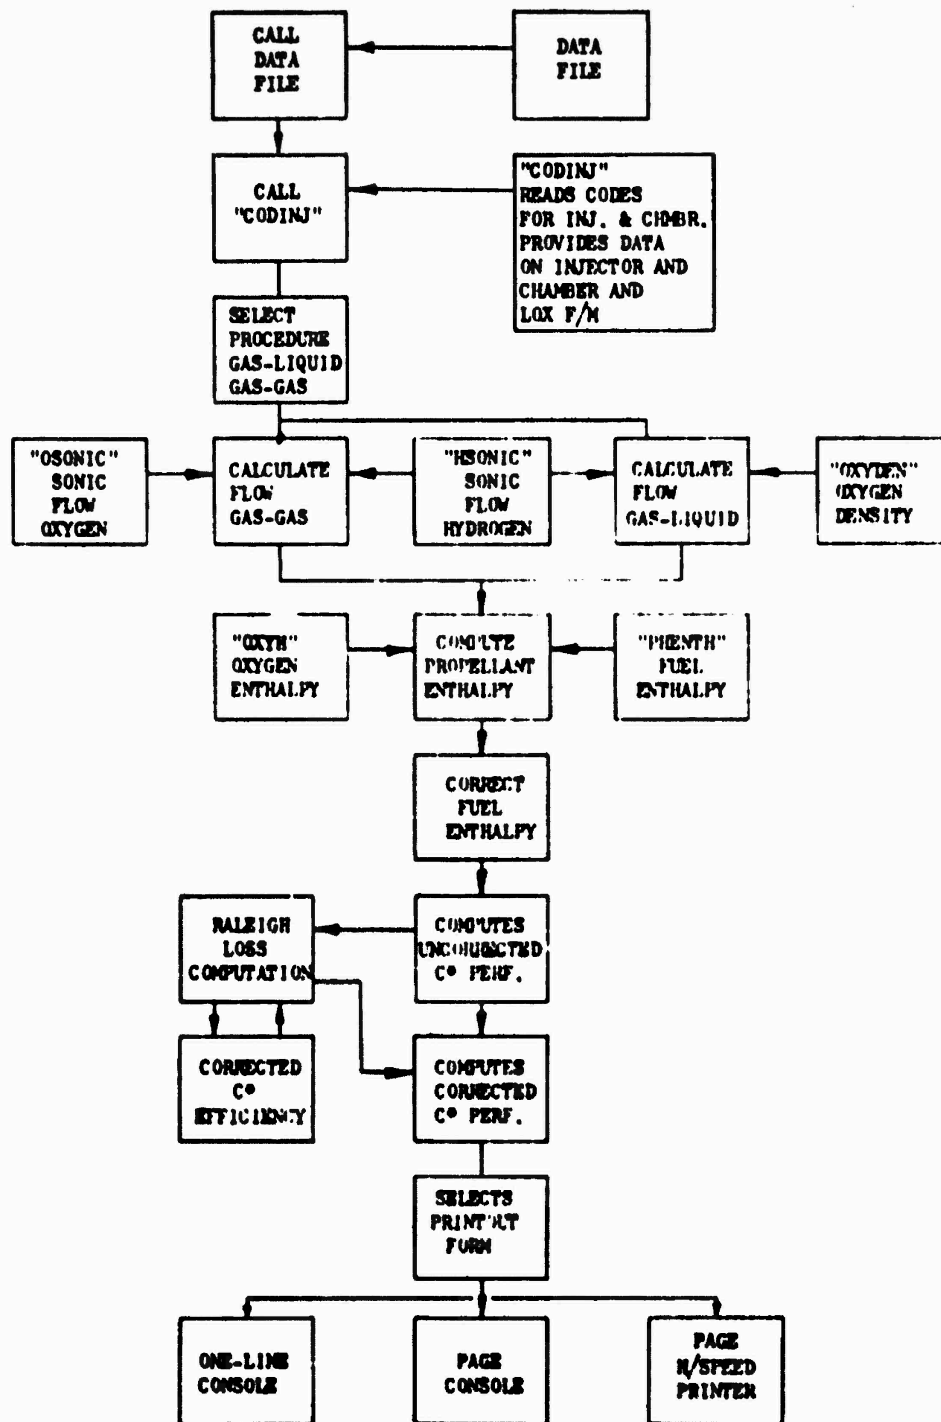 CALL
DATA
FILE
DATA
FILE
CALL
"CODINJ"
"CODINJ"
READS CODES
FOR INJ. & CHMBR.
PROVIDES DATA
ON INJECTOR AND
CHAMBER AND
LOX F/M
SELECT
PROCEDURE
GAS-LIQUID
GAS-GAS
"OSONIC"
SONIC
FLOW
OXYGEN
CALCULATE
FLOW
GAS-GAS
"HSONIC"
SONIC
FLOW
HYDROGEN
CALCULATE
FLOW
GAS-LIQUID
"OXYDEN"
OXYGEN
DENSITY
"OXYH"
OXYGEN
ENTHALPY
COMPUTE
PROPELLANT
ENTHALPY
"PHENTH"
FUEL
ENTHALPY
CORRECT
FUEL
ENTHALPY
RALEIGH
LOSS
COMPUTATION
COMPUTES
UNCORRECTED
C* PERF.
CORRECTED
C*
EFFICIENCY
COMPUTES
CORRECTED
C* PERF.
SELECTS
PRINTOUT
FORM
ONE-LINE
CONSOLE
PAGE
CONSOLE
PAGE
H/SPEED
PRINTER